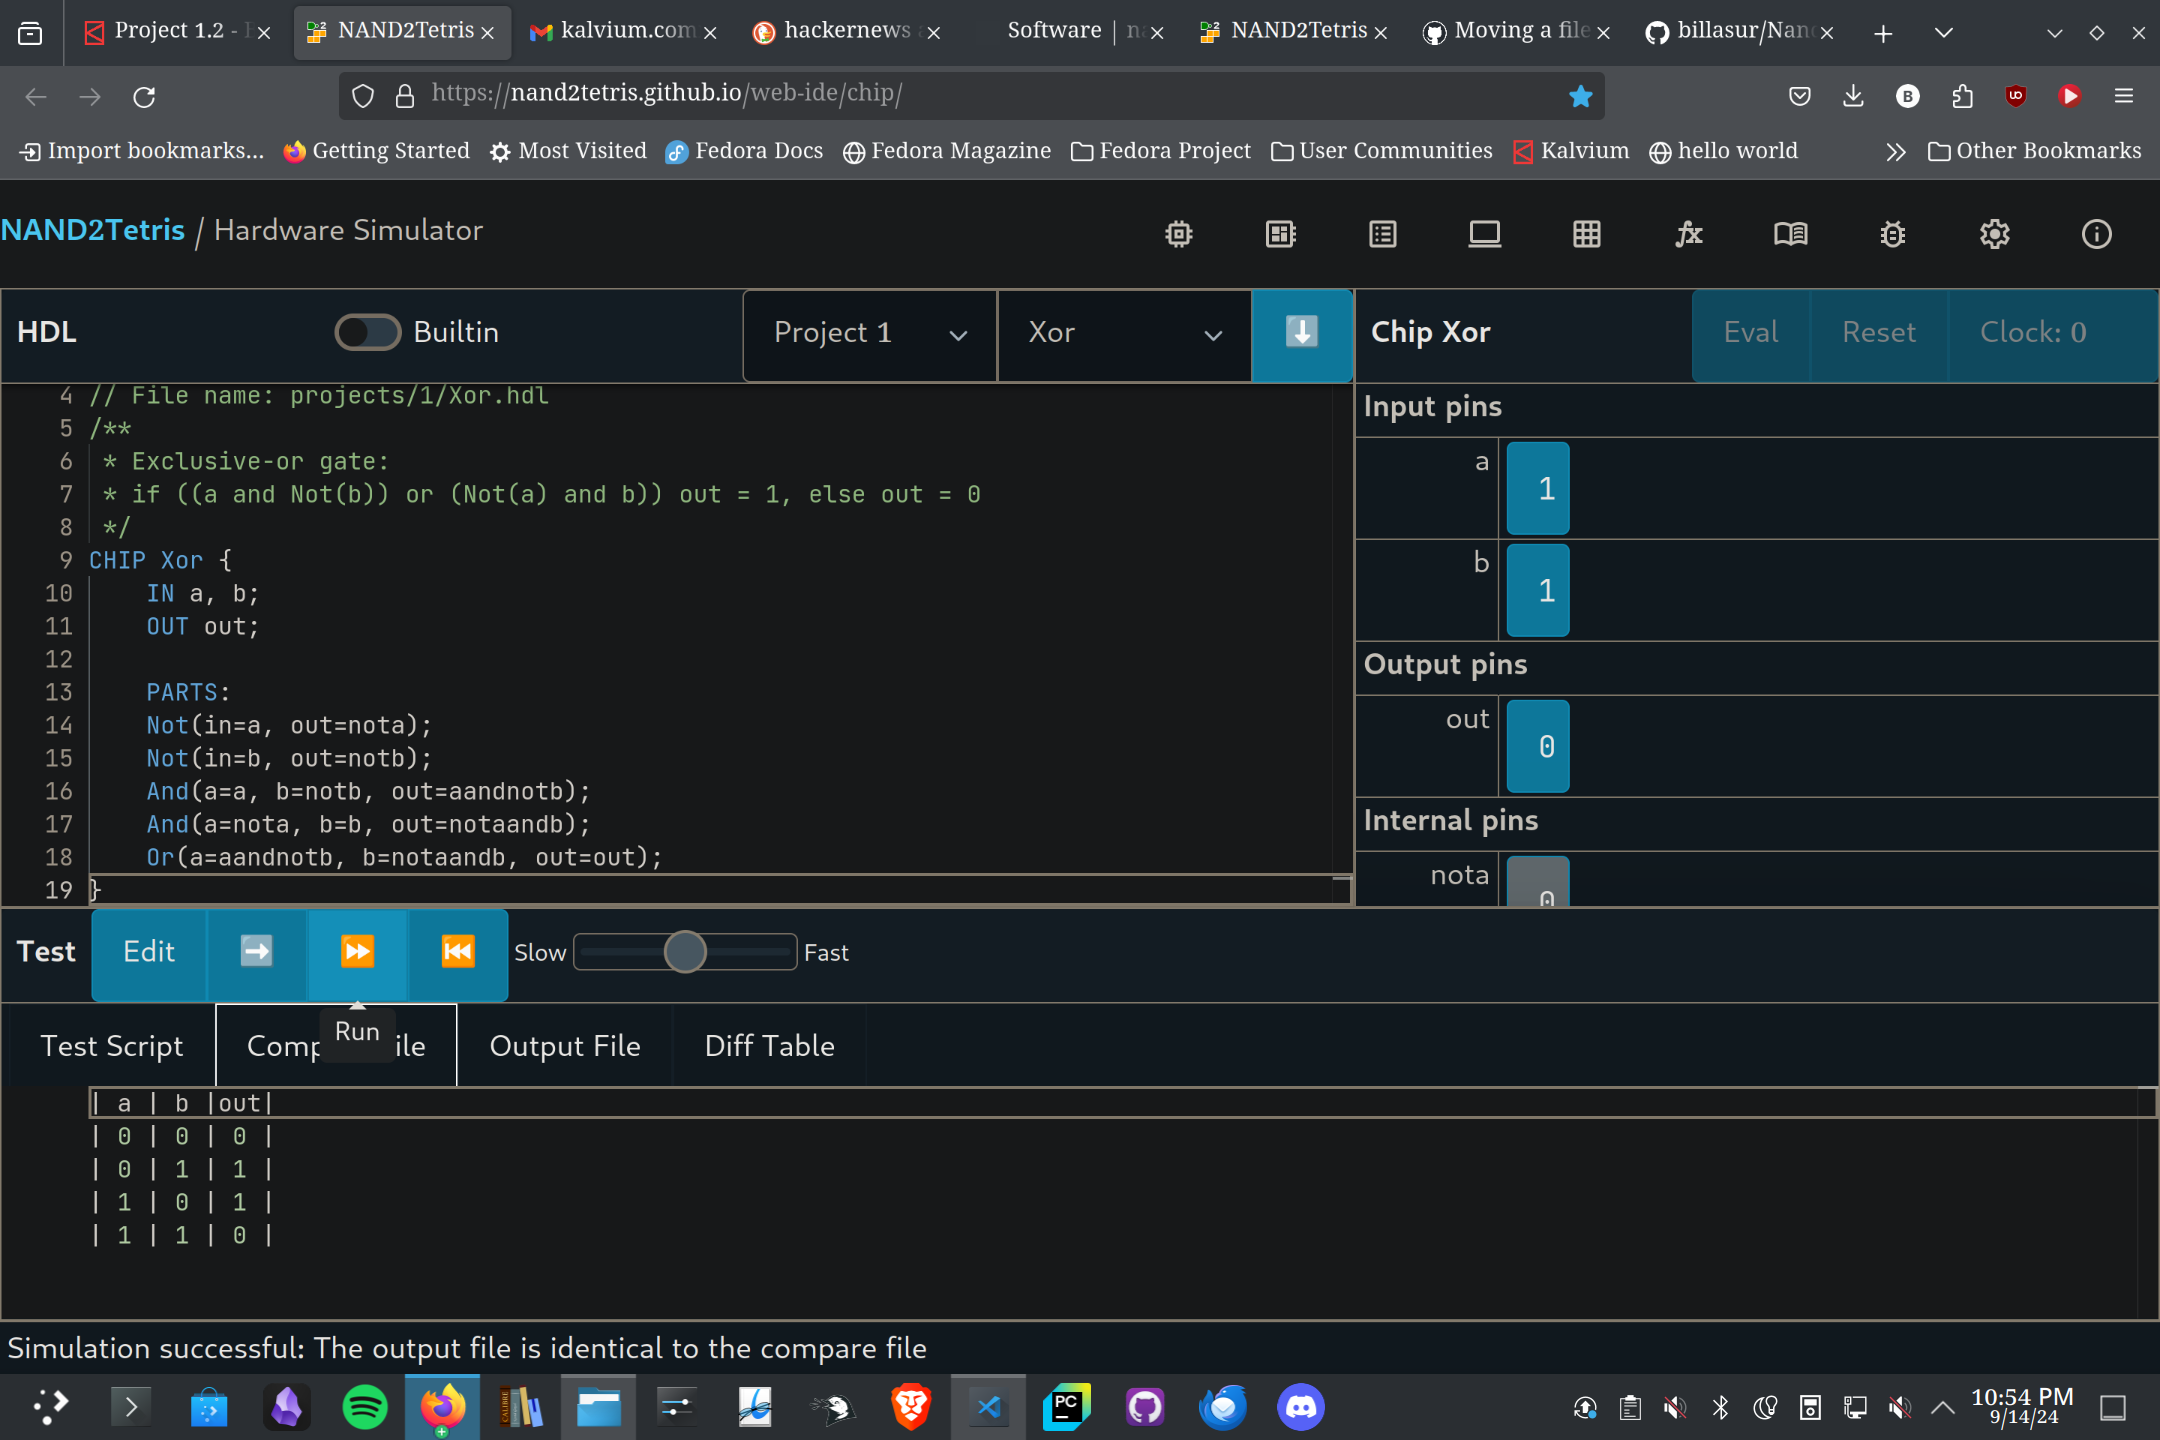 Project 1.2 -
NAND2Tetris
kalvium.com
hackernews
Software | n
NAND2Tetris
Moving a file
billasur/Nan
https://nand2tetris.github.io/web-ide/chip/
B
Import bookmarks...
Getting Started
Most Visited
Fedora Docs
Fedora Magazine
Fedora Project
User Communities
Kalvium
hello world
Other Bookmarks
NAND2Tetris / Hardware Simulator
HDL
Builtin
Project 1
Xor
Chip Xor
Eval
Reset
Clock: 0
4 // File name: projects/1/Xor.hdl
5 /**
6  * Exclusive-or gate:
7  * if ((a and Not(b)) or (Not(a) and b)) out = 1, else out = 0
8  */
9 CHIP Xor {
10     IN a, b;
11     OUT out;
12
13     PARTS:
14     Not(in=a, out=nota);
15     Not(in=b, out=notb);
16     And(a=a, b=notb, out=aandnotb);
17     And(a=nota, b=b, out=notaandb);
18     Or(a=aandnotb, b=notaandb, out=out);
19 }
Input pins
a 1
b 1
Output pins
out 0
Internal pins
nota 0
Test
Edit
Slow
Fast
Run
Test Script
Comp ile
Output File
Diff Table
| a | b |out|
| 0 | 0 | 0 |
| 0 | 1 | 1 |
| 1 | 0 | 1 |
| 1 | 1 | 0 |
Simulation successful: The output file is identical to the compare file
CALIBRE
PC
10:54 PM
9/14/24